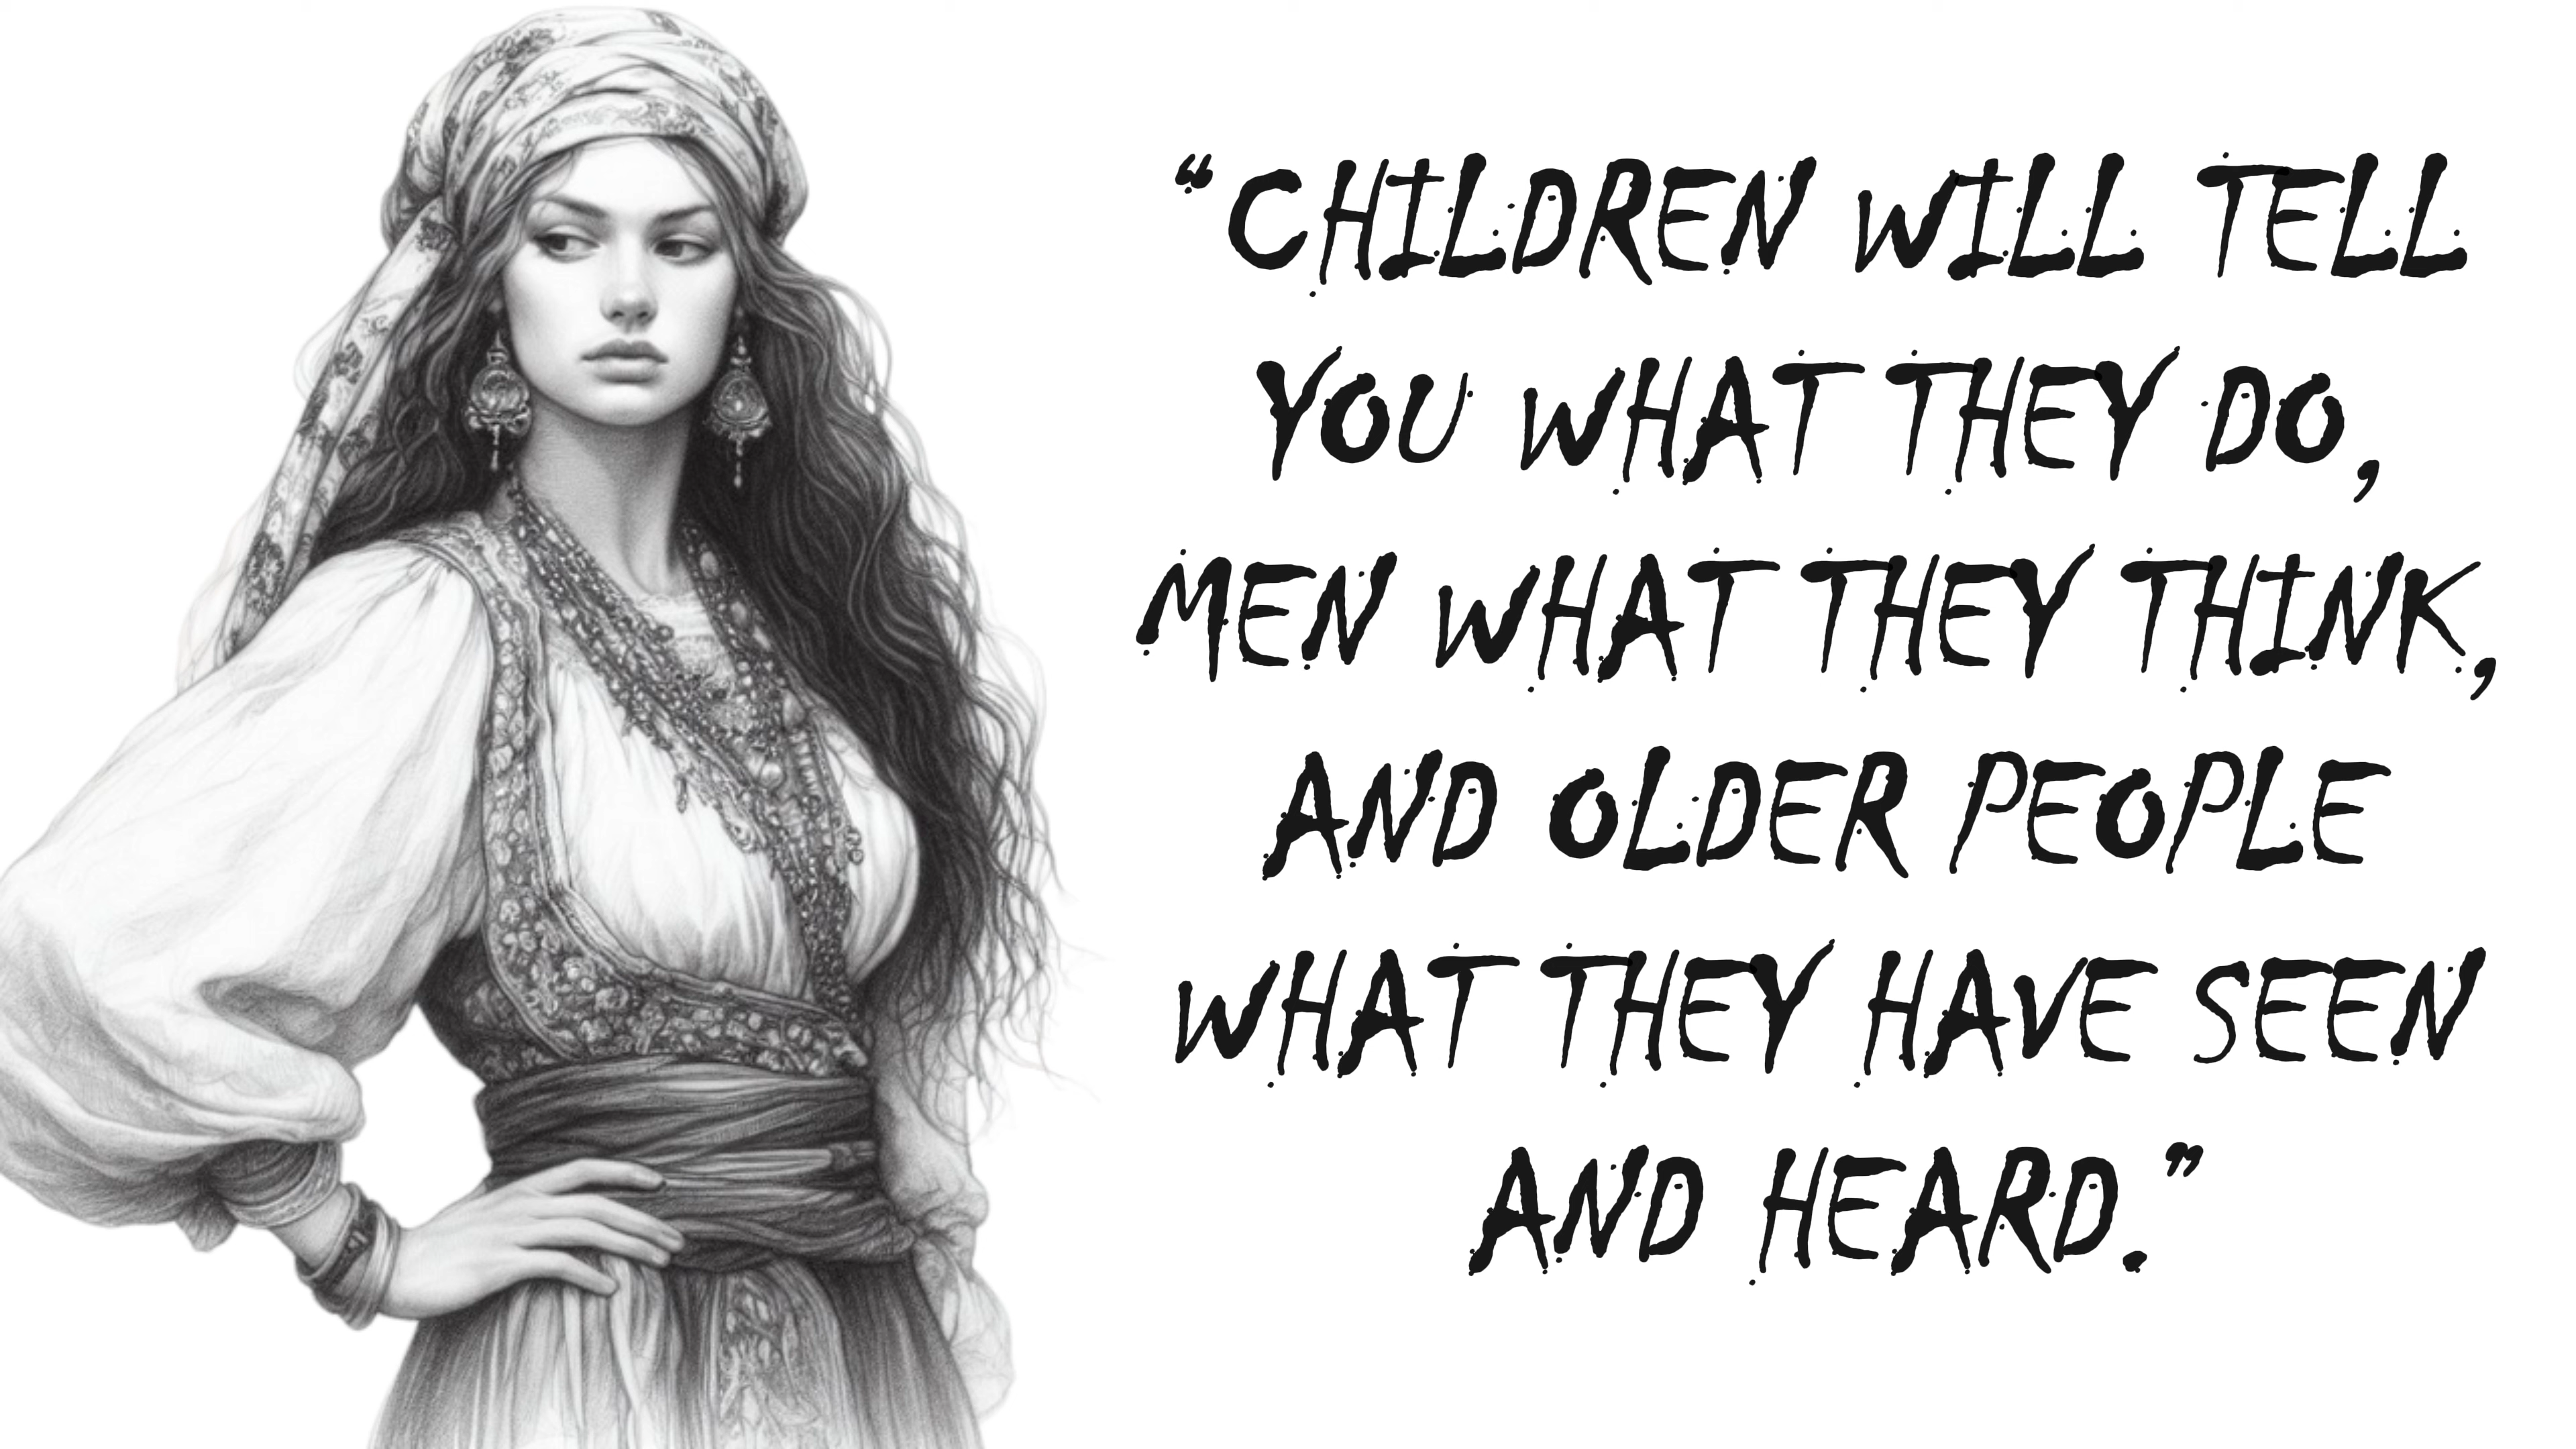 “CHILDREN WILL TELL
YOU WHAT THEY DO,
MEN WHAT THEY THINK,
AND OLDER PEOPLE
WHAT THEY HAVE SEEN
AND HEARD.”